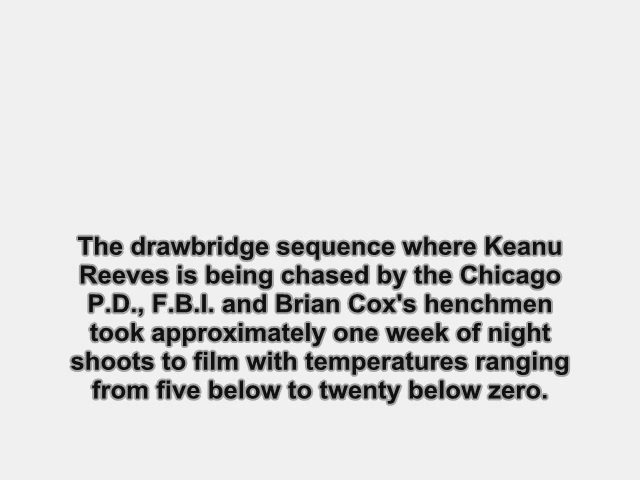 The drawbridge sequence where Keanu
Reeves is being chased by the Chicago
P.D., F.B.I. and Brian Cox's henchmen
took approximately one week of night
shoots to film with temperatures ranging
from five below to twenty below zero.